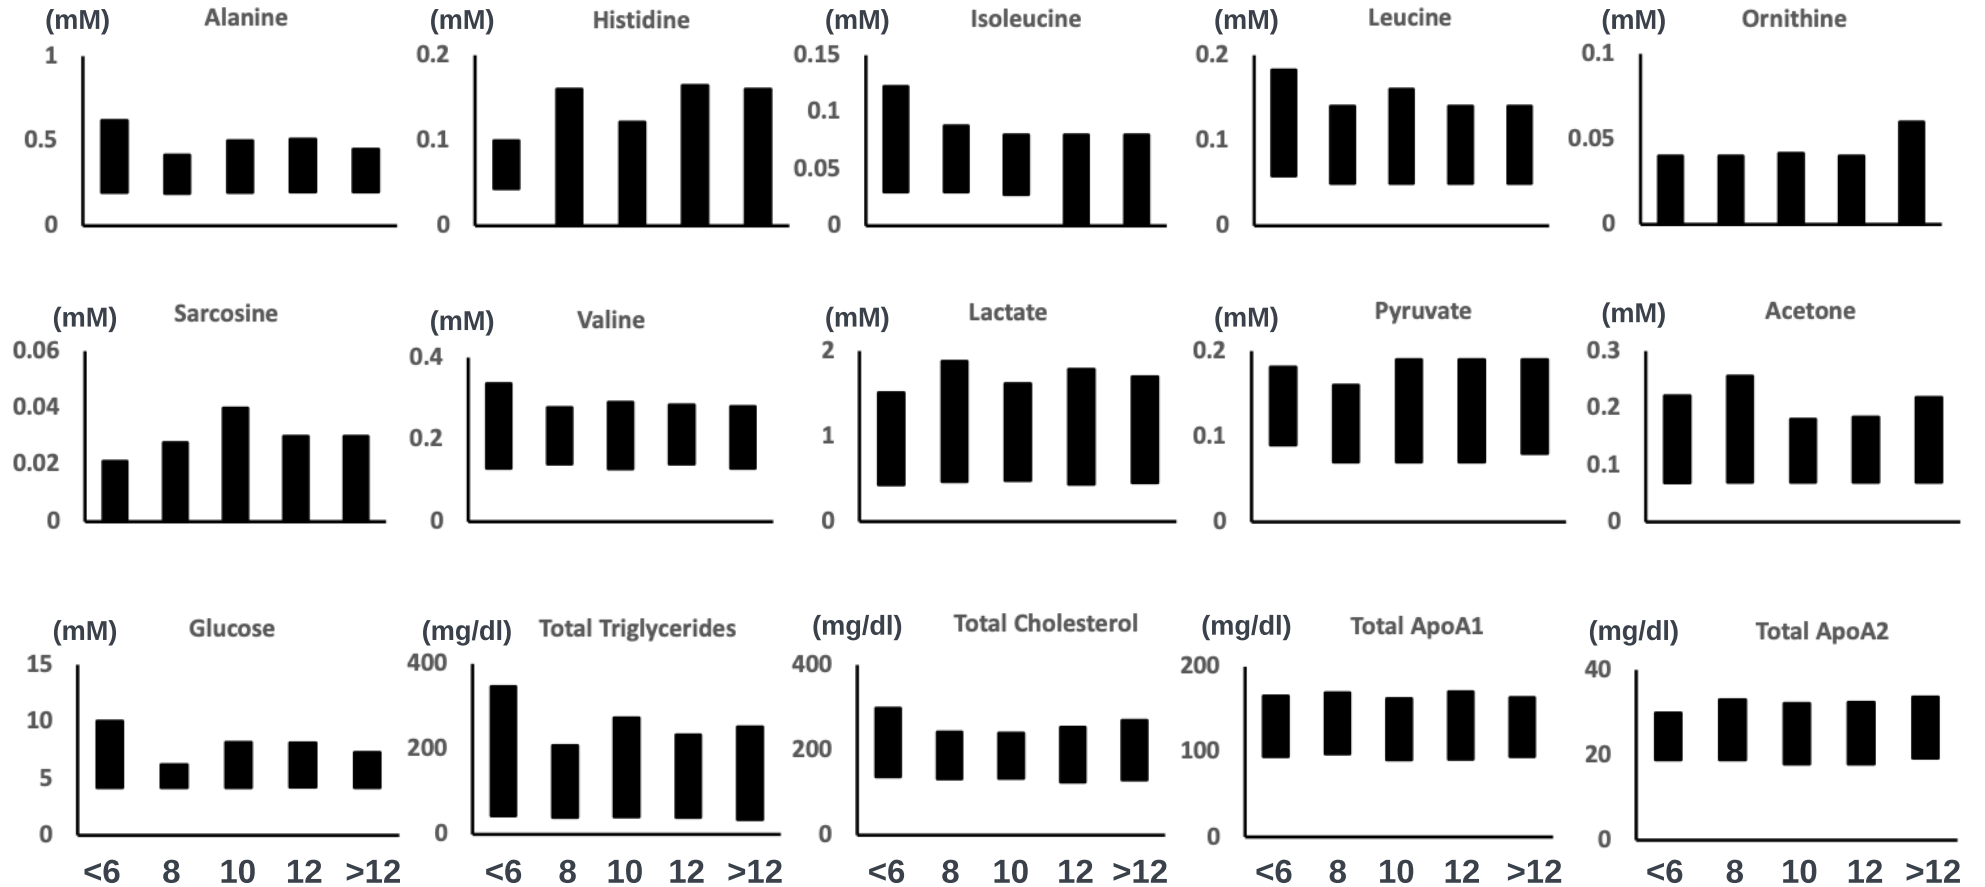 (mM) Alanine
1
0.5
0
(mM) Histidine
0.2
0.1
0
(mM) Isoleucine
0.15
0.1
0.05
0
(mM) Leucine
0.2
0.1
0
(mM) Ornithine
0.1
0.05
0
(mM) Sarcosine
0.06
0.04
0.02
0
(mM) Valine
0.4
0.2
0
(mM) Lactate
2
1
0
(mM) Pyruvate
0.2
0.1
0
(mM) Acetone
0.3
0.2
0.1
0
(mM) Glucose
15
10
5
0
<6 8 10 12 >12
(mg/dl) Total Triglycerides
400
200
0
<6 8 10 12 >12
(mg/dl) Total Cholesterol
400
200
0
<6 8 10 12 >12
(mg/dl) Total ApoA1
200
100
0
<6 8 10 12 >12
(mg/dl) Total ApoA2
40
20
0
<6 8 10 12 >12